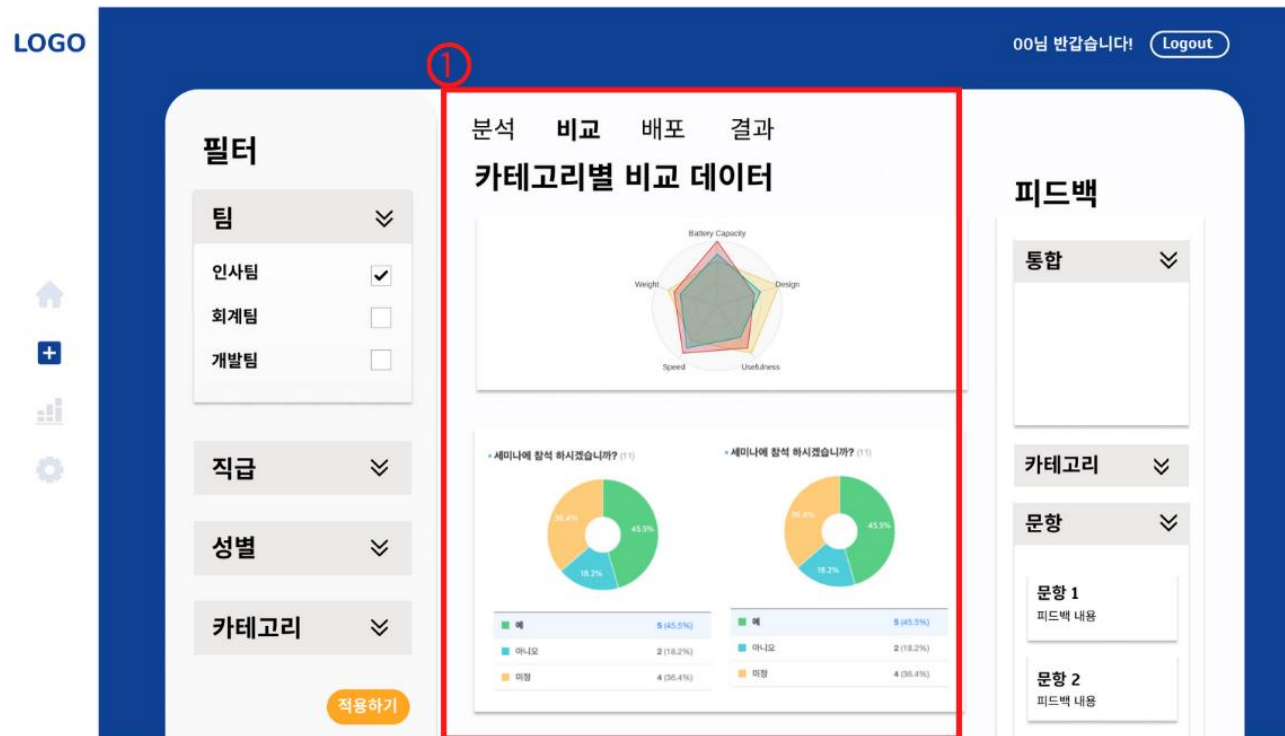 LOGO
00님 반갑습니다!
Logout
①
필터
팀
인사팀
회계팀
개발팀
직급
성별
카테고리
적용하기
분석 비교 배포 결과
카테고리별 비교 데이터
Battery Capacity
Weight
Design
Speed
Usefulness
세미나에 참석 하시겠습니까? (11)
36.4%
45.5%
18.2%
예 5 (45.5%)
아니오 2 (18.2%)
미정 4 (36.4%)
세미나에 참석 하시겠습니까? (11)
36.4%
45.5%
18.2%
예 5 (45.5%)
아니오 2 (18.2%)
미정 4 (36.4%)
피드백
통합
카테고리
문항
문항 1
피드백 내용
문항 2
피드백 내용